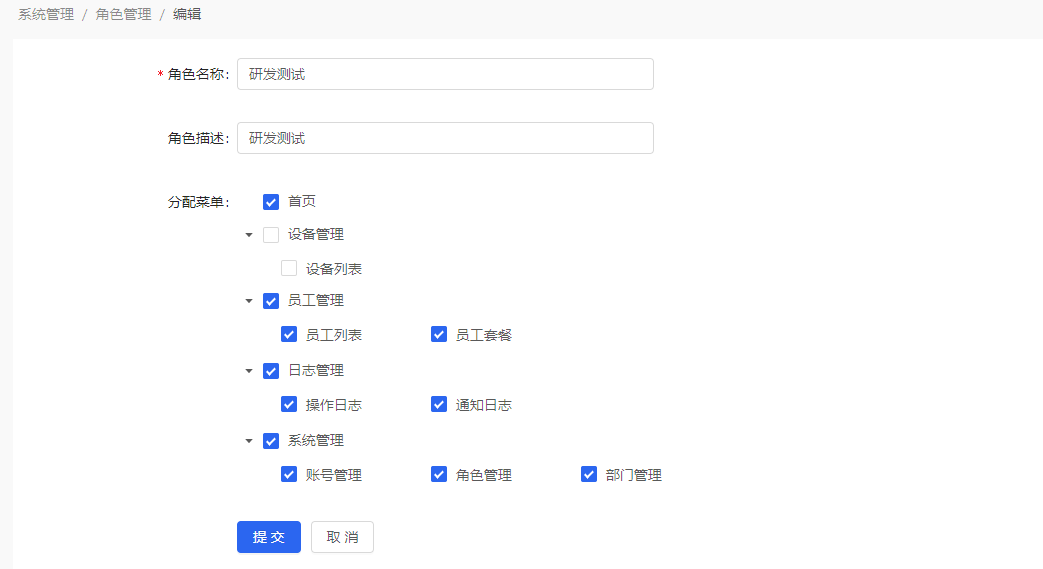 系统管理 / 角色管理 / 编辑
* 角色名称: 研发测试
角色描述: 研发测试
分配菜单: 首页
设备管理
设备列表
员工管理
员工列表 员工套餐
日志管理
操作日志 通知日志
系统管理
账号管理 角色管理 部门管理
提 交 取 消